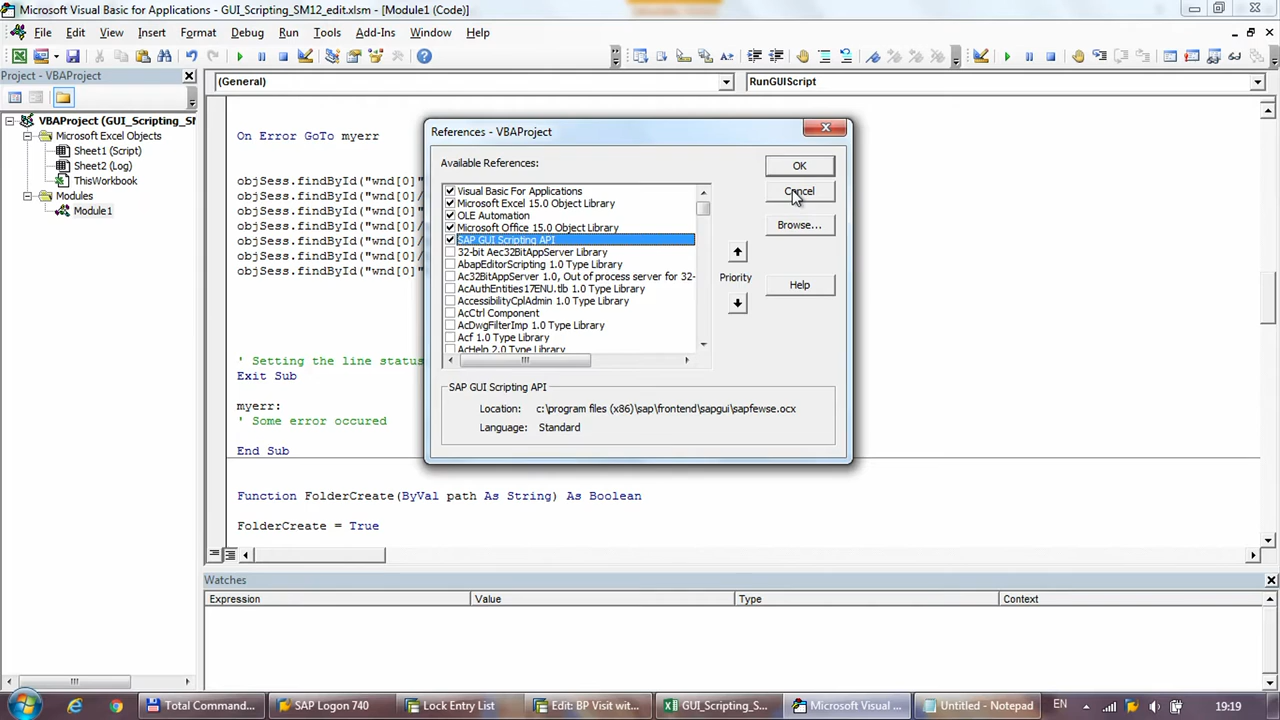 Microsoft Visual Basic for Applications - GUI_Scripting_SM12_edit.xlsm - [Module1 (Code)]
File Edit View Insert Format Debug Run Tools Add-Ins Window Help
Project - VBAProject
(General)
RunGUIScript
VBAProject (GUI_Scripting_S
Microsoft Excel Objects
Sheet1 (Script)
Sheet2 (Log)
ThisWorkbook
Modules
Module1
On Error GoTo myerr
objSess.findById("wnd[0]"
objSess.findById("wnd[0]/
objSess.findById("wnd[0]/
objSess.findById("wnd[0]/
objSess.findById("wnd[0]/
objSess.findById("wnd[0]/
objSess.findById("wnd[0]"
' Setting the line status
Exit Sub
myerr:
' Some error occured
End Sub
Function FolderCreate(ByVal path As String) As Boolean
FolderCreate = True
References - VBAProject
Available References:
Visual Basic For Applications
Microsoft Excel 15.0 Object Library
OLE Automation
Microsoft Office 15.0 Object Library
SAP GUI Scripting API
32-bit Aec32BitAppServer Library
AbapEditorScripting 1.0 Type Library
Ac32BitAppServer 1.0, Out of process server for 32-
AcAuthEntities17ENU.tlb 1.0 Type Library
AccessibilityCplAdmin 1.0 Type Library
AcCtrl Component
AcDwgFilterImp 1.0 Type Library
Acf 1.0 Type Library
AcHelp 2.0 Type Library
OK
Cancel
Browse...
Priority
Help
SAP GUI Scripting API
Location: c:\program files (x86)\sap\frontend\sapgui\sapfewse.ocx
Language: Standard
Watches
Expression Value Type Context
Total Command... SAP Logon 740 Lock Entry List Edit: BP Visit wit... GUI_Scripting_S... Microsoft Visual ... Untitled - Notepad EN 19:19